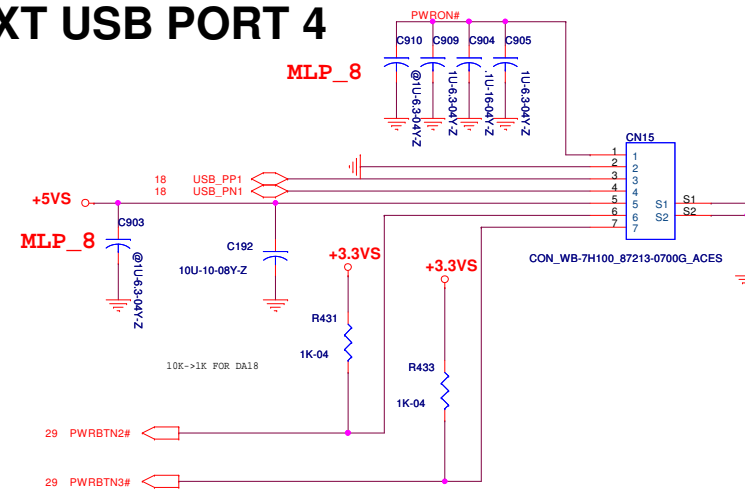 XT USB PORT 4
PWRON#
C910 C909 C904 C905
MLP_8
@1U-6.3-04Y-Z
1U-6.3-04Y-Z
.1U-16-04Y-Z
1U-6.3-04Y-Z
CN15
1 1
2 2
18 USB_PP1 3 3
18 USB_PN1 4 4
+5VS 5 5 S1 S1
6 6 S2 S2
7 7
C903
MLP_8
@1U-6.3-04Y-Z
C192
10U-10-08Y-Z
+3.3VS
+3.3VS
CON_WB-7H100_87213-0700G_ACES
R431
1K-04
10K->1K FOR DA18
R433
1K-04
29 PWRBTN2#
29 PWRBTN3#